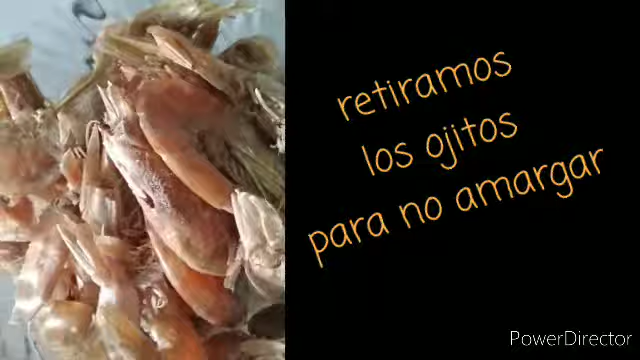 retiramos
los ojitos
para no amargar
PowerDirector